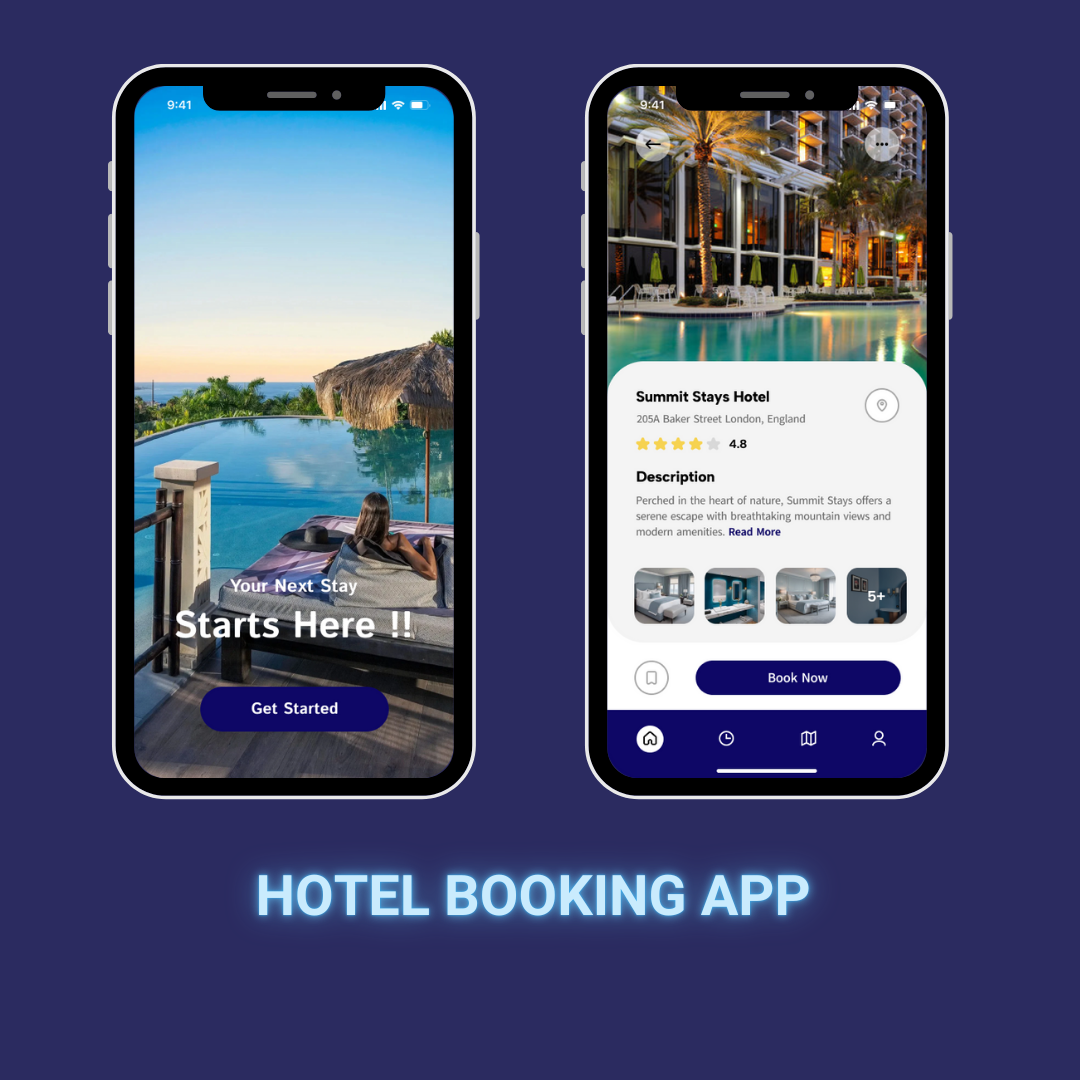 9:41
Your Next Stay
Starts Here !!
Get Started
9:41
Summit Stays Hotel
205A Baker Street London, England
4.8
Description
Perched in the heart of nature, Summit Stays offers a
serene escape with breathtaking mountain views and
modern amenities. Read More
5+
Book Now
HOTEL BOOKING APP